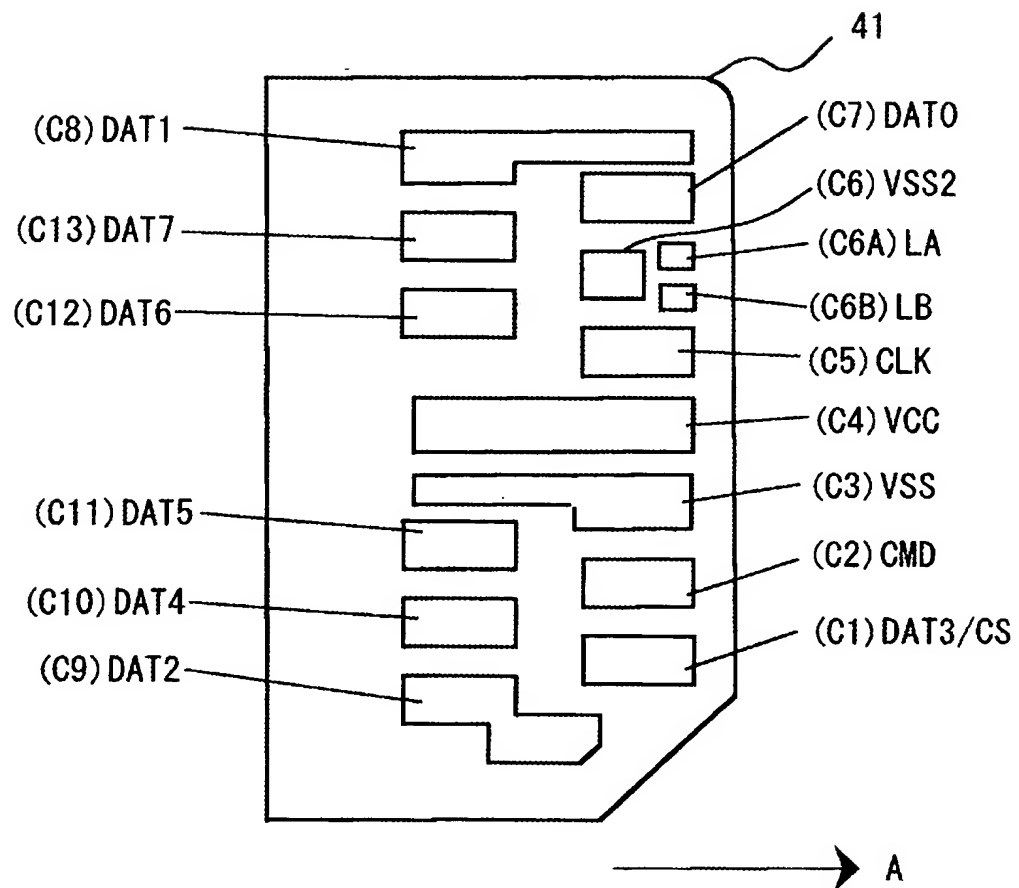 41
(C8) DAT1
(C7) DAT0
(C6) VSS2
(C13) DAT7
(C6A) LA
(C12) DAT6
(C6B) LB
(C5) CLK
(C4) VCC
(C3) VSS
(C11) DAT5
(C2) CMD
(C10) DAT4
(C1) DAT3/CS
(C9) DAT2
A